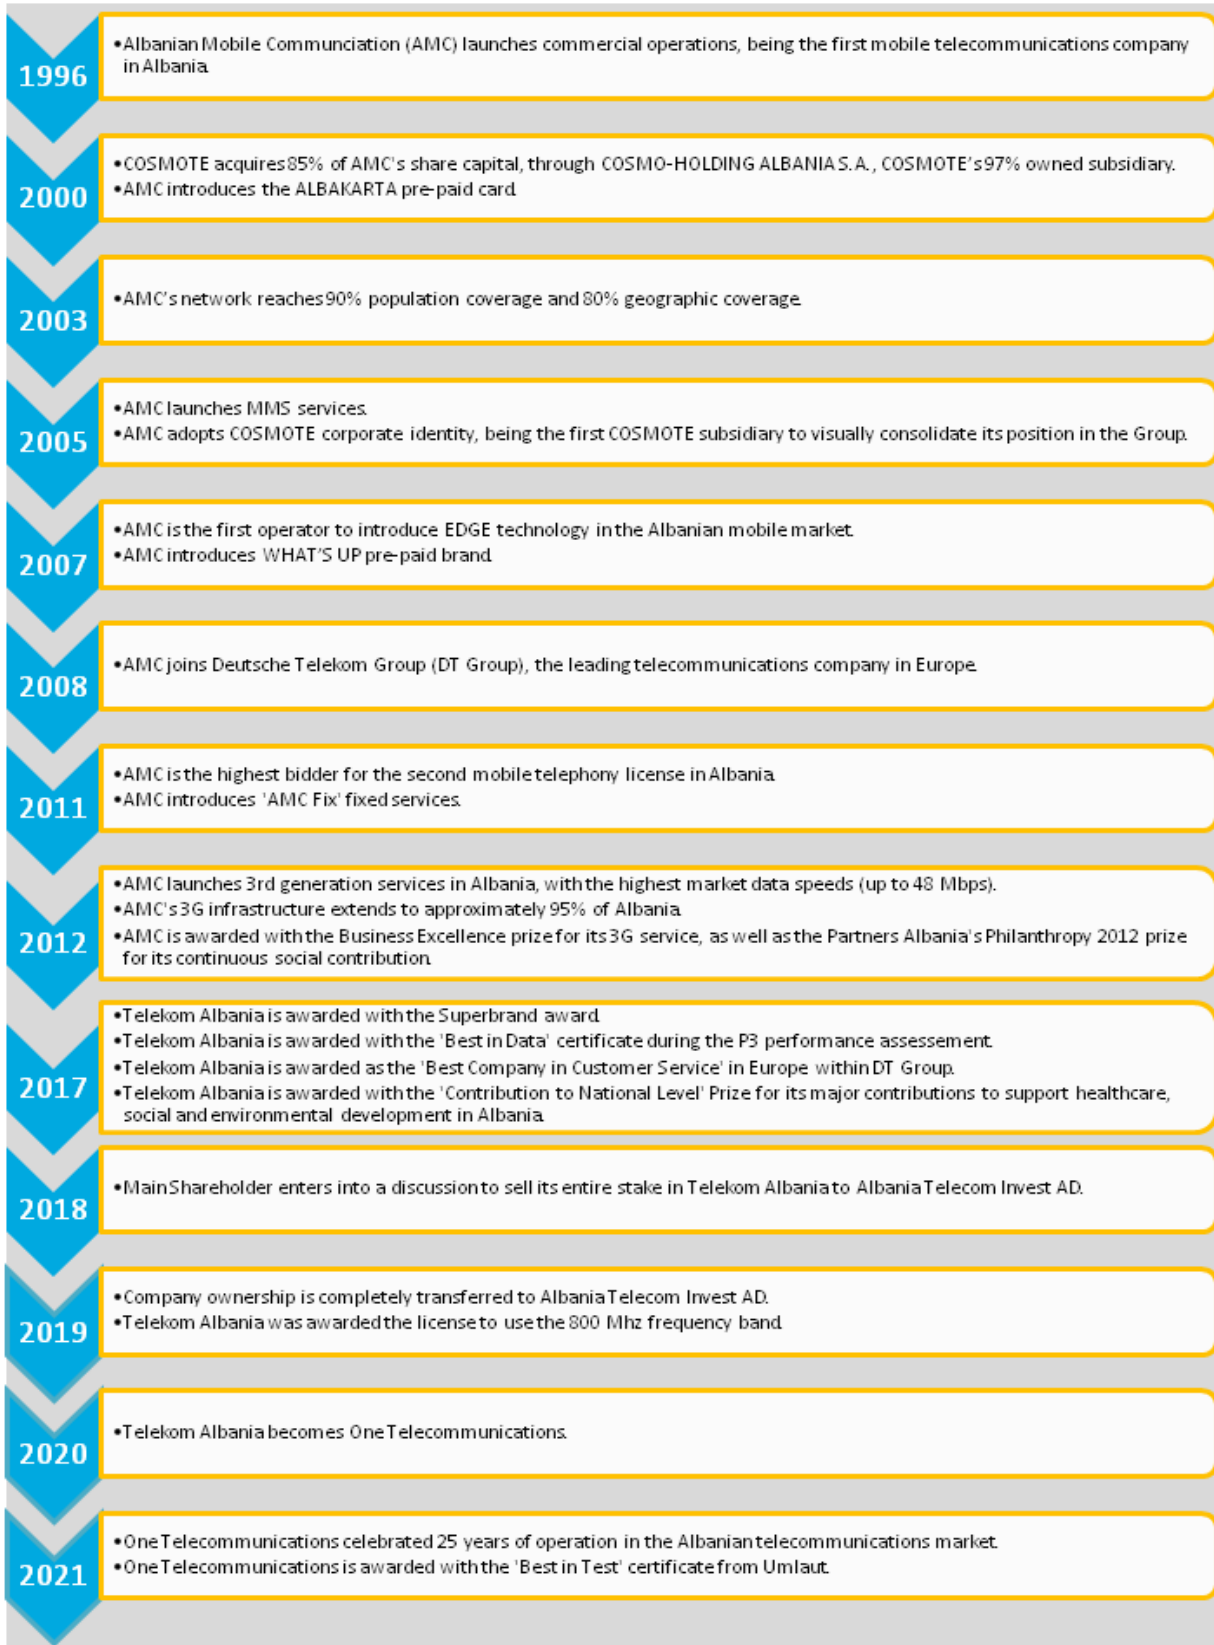 1996
•Albanian Mobile Communciation (AMC) launches commercial operations, being the first mobile telecommunications company
in Albania.
2000
•COSMOTE acquires 85% of AMC's share capital, through COSMO-HOLDING ALBANIA S.A., COSMOTE's 97% owned subsidiary.
•AMC introduces the ALBAKARTA pre-paid card.
2003
•AMC's network reaches 90% population coverage and 80% geographic coverage.
2005
•AMC launches MMS services.
•AMC adopts COSMOTE corporate identity, being the first COSMOTE subsidiary to visually consolidate its position in the Group.
2007
•AMC is the first operator to introduce EDGE technology in the Albanian mobile market.
•AMC introduces WHAT'S UP pre-paid brand.
2008
•AMC joins Deutsche Telekom Group (DT Group), the leading telecommunications company in Europe.
2011
•AMC is the highest bidder for the second mobile telephony license in Albania.
•AMC introduces 'AMC Fix' fixed services.
2012
•AMC launches 3rd generation services in Albania, with the highest market data speeds (up to 48 Mbps).
•AMC's 3G infrastructure extends to approximately 95% of Albania.
•AMC is awarded with the Business Excellence prize for its 3G service, as well as the Partners Albania's Philanthropy 2012 prize
for its continuous social contribution.
2017
•Telekom Albania is awarded with the Superbrand award.
•Telekom Albania is awarded with the 'Best in Data' certificate during the P3 performance assessement.
•Telekom Albania is awarded as the 'Best Company in Customer Service' in Europe within DT Group.
•Telekom Albania is awarded with the 'Contribution to National Level' Prize for its major contributions to support healthcare,
social and environmental development in Albania.
2018
•Main Shareholder enters into a discussion to sell its entire stake in Telekom Albania to Albania Telecom Invest AD.
2019
•Company ownership is completely transferred to Albania Telecom Invest AD.
•Telekom Albania was awarded the license to use the 800 Mhz frequency band.
2020
•Telekom Albania becomes One Telecommunications.
2021
•One Telecommunications celebrated 25 years of operation in the Albanian telecommunications market.
•One Telecommunications is awarded with the 'Best in Test' certificate from Umlaut.